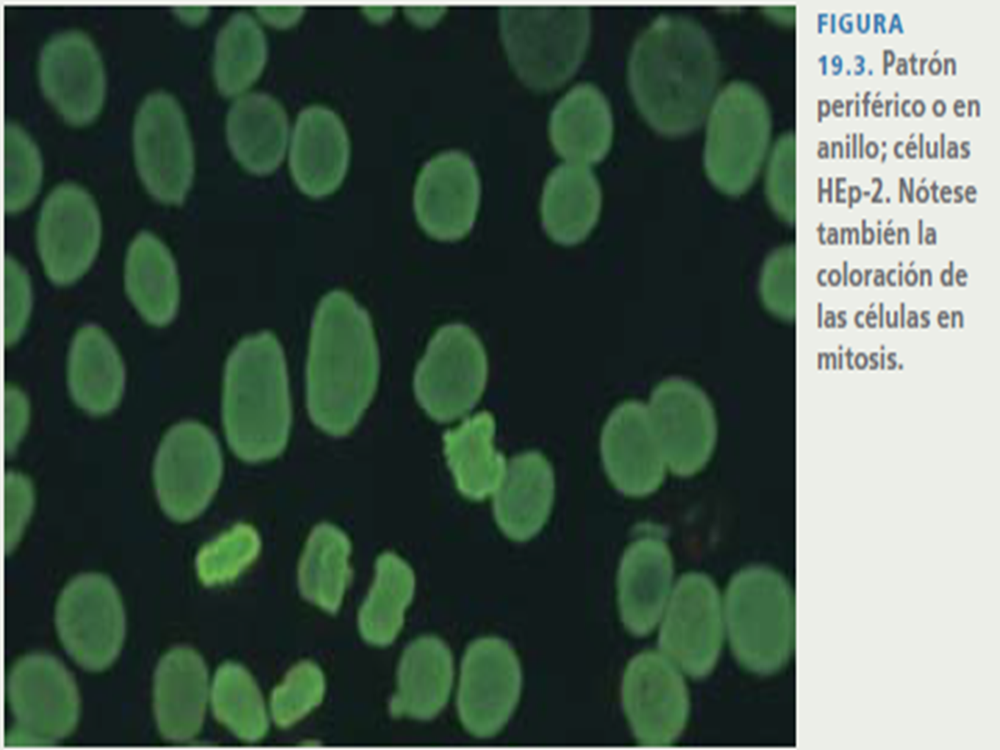 FIGURA
19.3. Patrón
periférico o en
anillo; células
HEp-2. Nótese
también la
coloración de
las células en
mitosis.